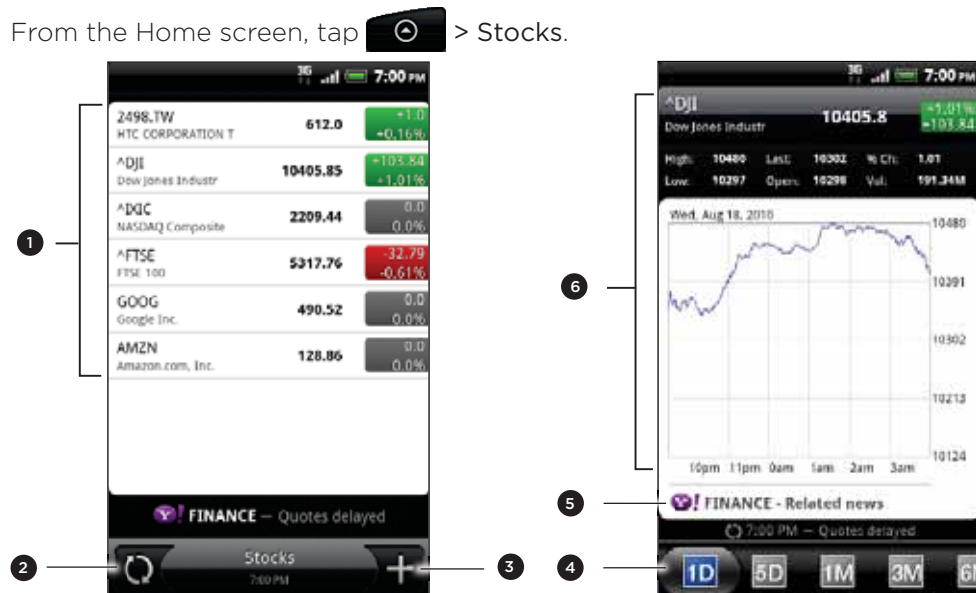 From the Home screen, tap > Stocks.
3G 7:00 PM
2498.TW 612.0 +1.0
HTC CORPORATION T +0.16%
^DJI 10405.85 +103.84
Dow Jones Industr +1.01%
^IXIC 2209.44 0.0
NASDAQ Composite 0.0%
^FTSE 5317.76 -32.79
FTSE 100 -0.61%
GOOG 490.52 0.0
Google Inc. 0.0%
AMZN 128.86 0.0
Amazon.com, Inc. 0.0%
Y! FINANCE — Quotes delayed
Stocks
7:00 PM
1
2
3
3G 7:00 PM
^DJI 10405.8 +1.01%
Dow Jones Industr +103.84
High: 10480 Last: 10302 % Ch: 1.01
Low: 10297 Open: 10298 Vol: 191.34M
Wed, Aug 18, 2010
10480
10391
10302
10213
10124
10pm 11pm 0am 1am 2am 3am
Y! FINANCE - Related news
7:00 PM — Quotes delayed
1D 5D 1M 3M
6
5
4